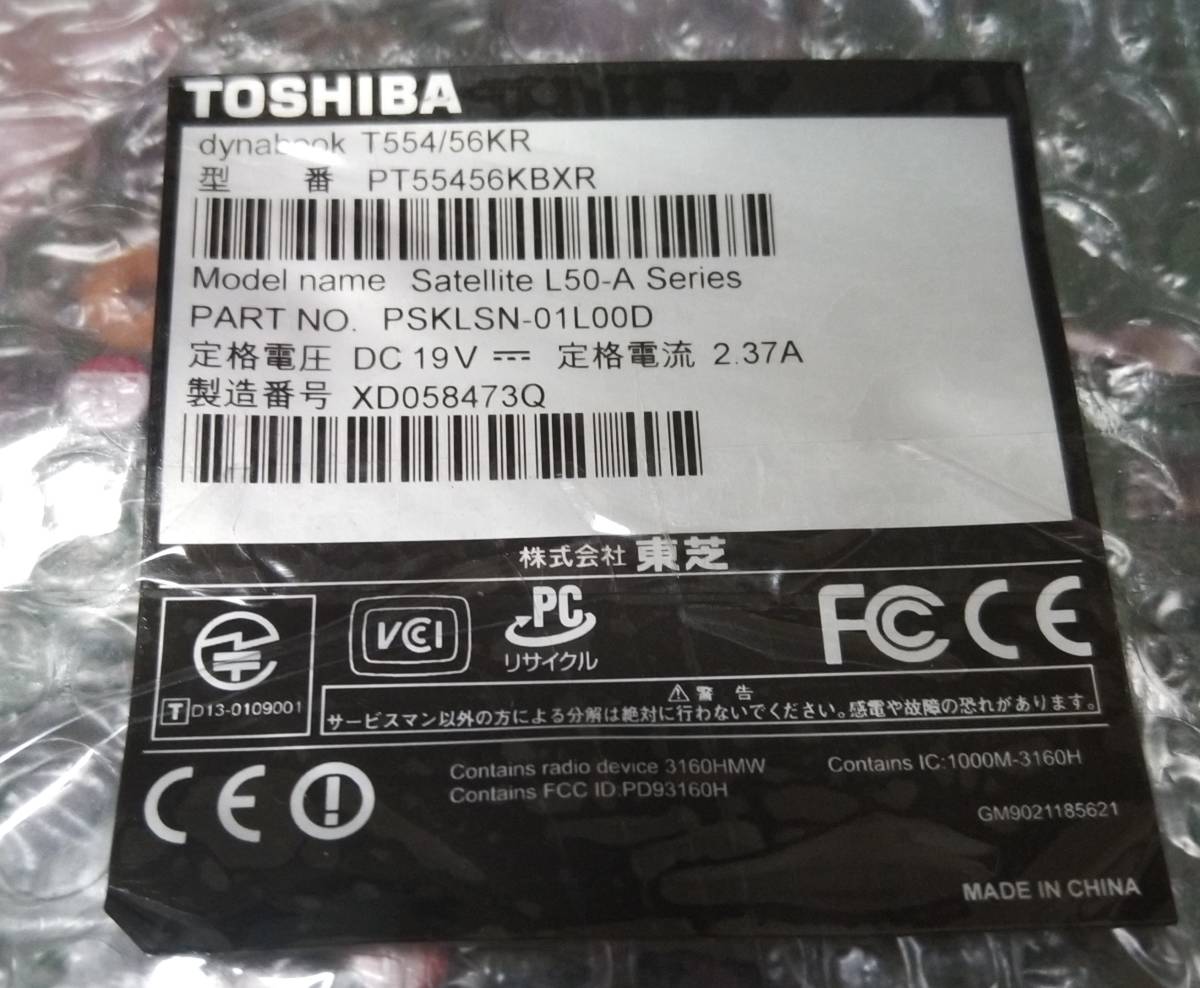 TOSHIBA
dynabook T554/56KR
型 番 PT55456KBXR
Model name Satellite L50-A Series
PART NO. PSKLSN-01L00D
定格電圧 DC 19V ⎓ 定格電流 2.37A
製造番号 XD058473Q
株式会社 東芝
VCCI
PC
リサイクル
FC CE
T D13-0109001
⚠ 警 告
サービスマン以外の方による分解は絶対に行わないでください。感電や故障の恐れがあります。
CE
Contains radio device 3160HMW Contains IC:1000M-3160H
Contains FCC ID:PD93160H
GM9021185621
MADE IN CHINA